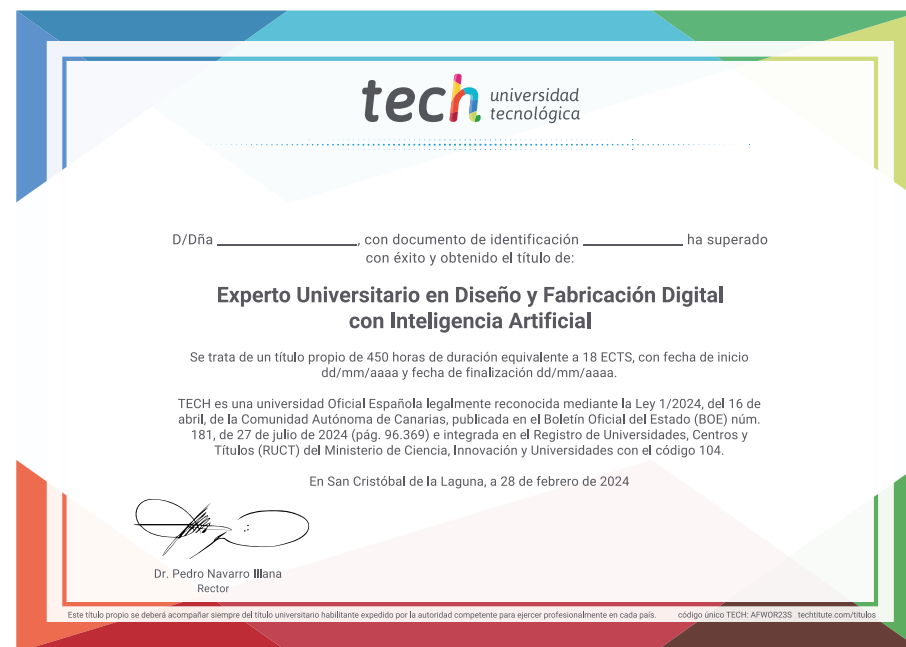 tech universidad
tecnológica
D/Dña ____________________, con documento de identificación ______________ ha superado
con éxito y obtenido el título de:
Experto Universitario en Diseño y Fabricación Digital
con Inteligencia Artificial
Se trata de un título propio de 450 horas de duración equivalente a 18 ECTS, con fecha de inicio
dd/mm/aaaa y fecha de finalización dd/mm/aaaa.
TECH es una universidad Oficial Española legalmente reconocida mediante la Ley 1/2024, del 16 de
abril, de la Comunidad Autónoma de Canarias, publicada en el Boletín Oficial del Estado (BOE) núm.
181, de 27 de julio de 2024 (pág. 96.369) e integrada en el Registro de Universidades, Centros y
Títulos (RUCT) del Ministerio de Ciencia, Innovación y Universidades con el código 104.
En San Cristóbal de la Laguna, a 28 de febrero de 2024
Dr. Pedro Navarro Illana
Rector
Este título propio se deberá acompañar siempre del título universitario habilitante expedido por la autoridad competente para ejercer profesionalmente en cada país. código único TECH: AFWOR23S techtitute.com/titulos